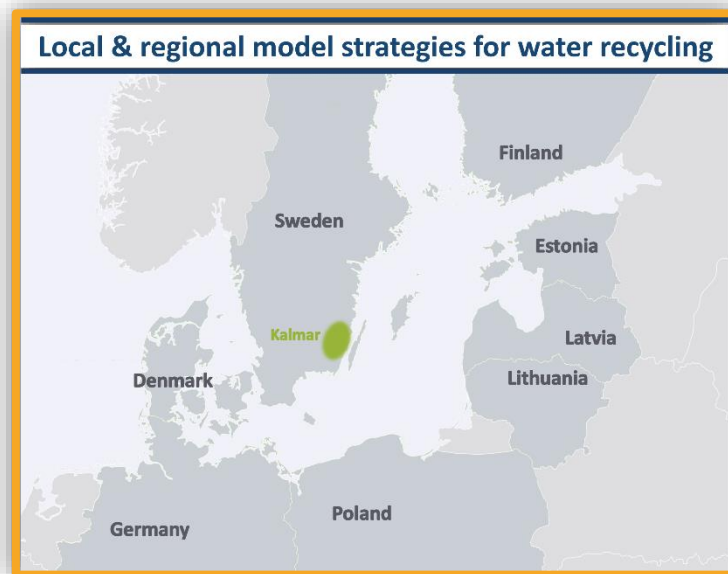 Local & regional model strategies for water recycling
Finland
Sweden
Estonia
Kalmar
Latvia
Denmark
Lithuania
Poland
Germany